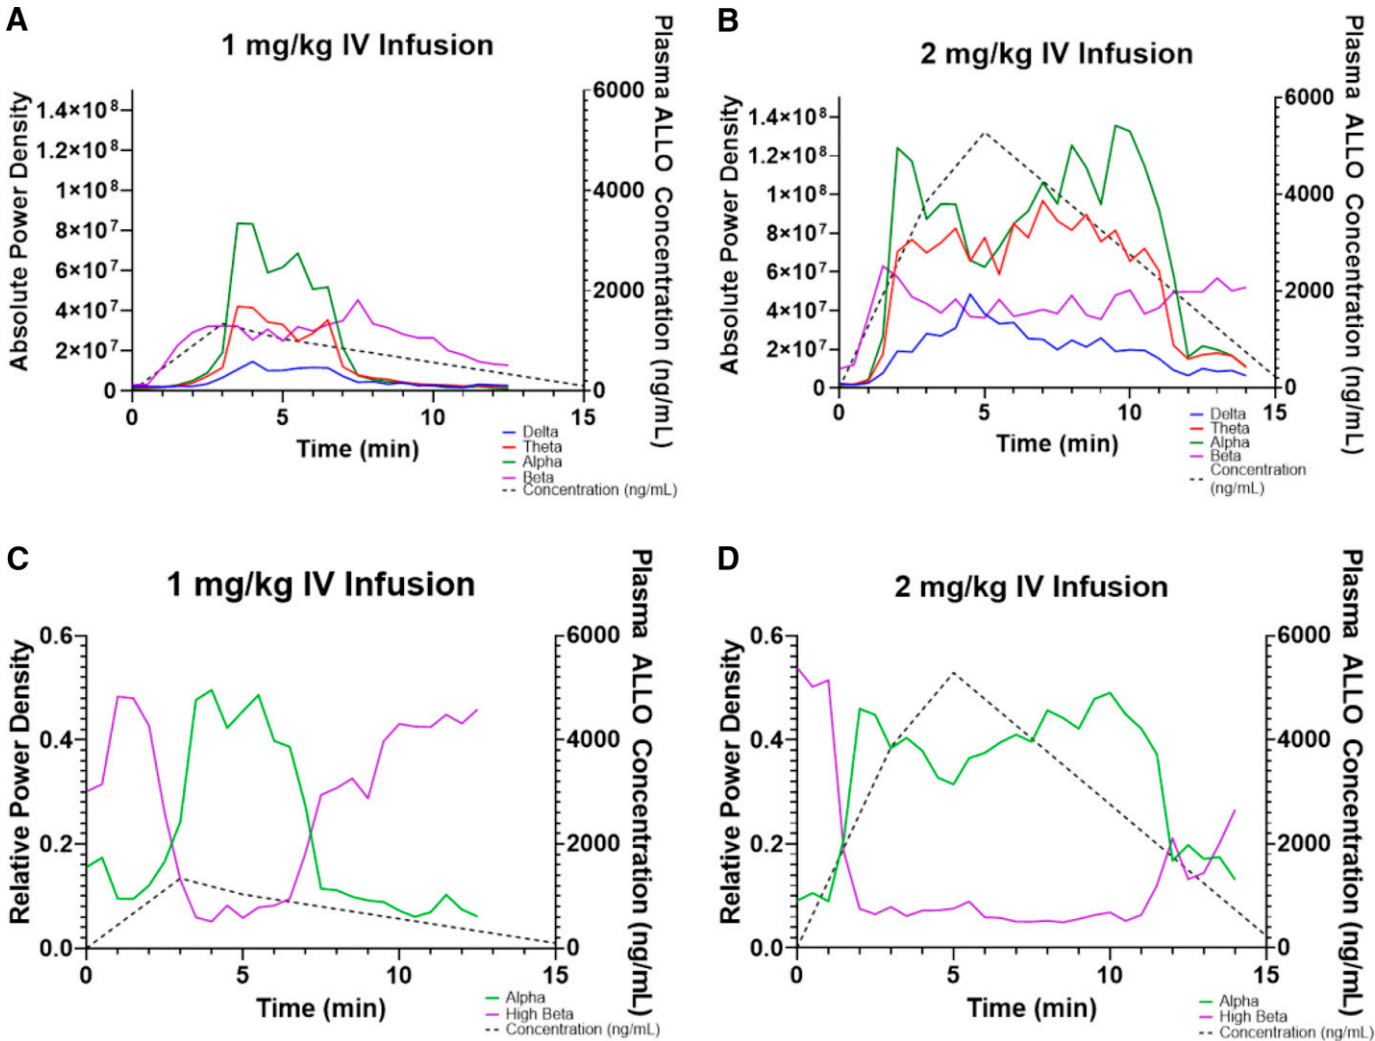 A
1 mg/kg IV Infusion
Absolute Power Density
1.4×10⁸
1.2×10⁸
1×10⁸
8×10⁷
6×10⁷
4×10⁷
2×10⁷
0
0
5
10
15
Time (min)
6000
4000
2000
0
Plasma ALLO Concentration (ng/mL)
Delta
Theta
Alpha
Beta
Concentration (ng/mL)
B
2 mg/kg IV Infusion
Absolute Power Density
1.4×10⁸
1.2×10⁸
1×10⁸
8×10⁷
6×10⁷
4×10⁷
2×10⁷
0
0
5
10
15
Time (min)
6000
4000
2000
0
Plasma ALLO Concentration (ng/mL)
Delta
Theta
Alpha
Beta
Concentration
(ng/mL)
C
1 mg/kg IV Infusion
Relative Power Density
0.6
0.4
0.2
0.0
0
5
10
15
Time (min)
6000
4000
2000
0
Plasma ALLO Concentration (ng/mL)
Alpha
High Beta
Concentration (ng/mL)
D
2 mg/kg IV Infusion
Relative Power Density
0.6
0.4
0.2
0.0
0
5
10
15
Time (min)
6000
4000
2000
0
Plasma ALLO Concentration (ng/mL)
Alpha
High Beta
Concentration (ng/mL)